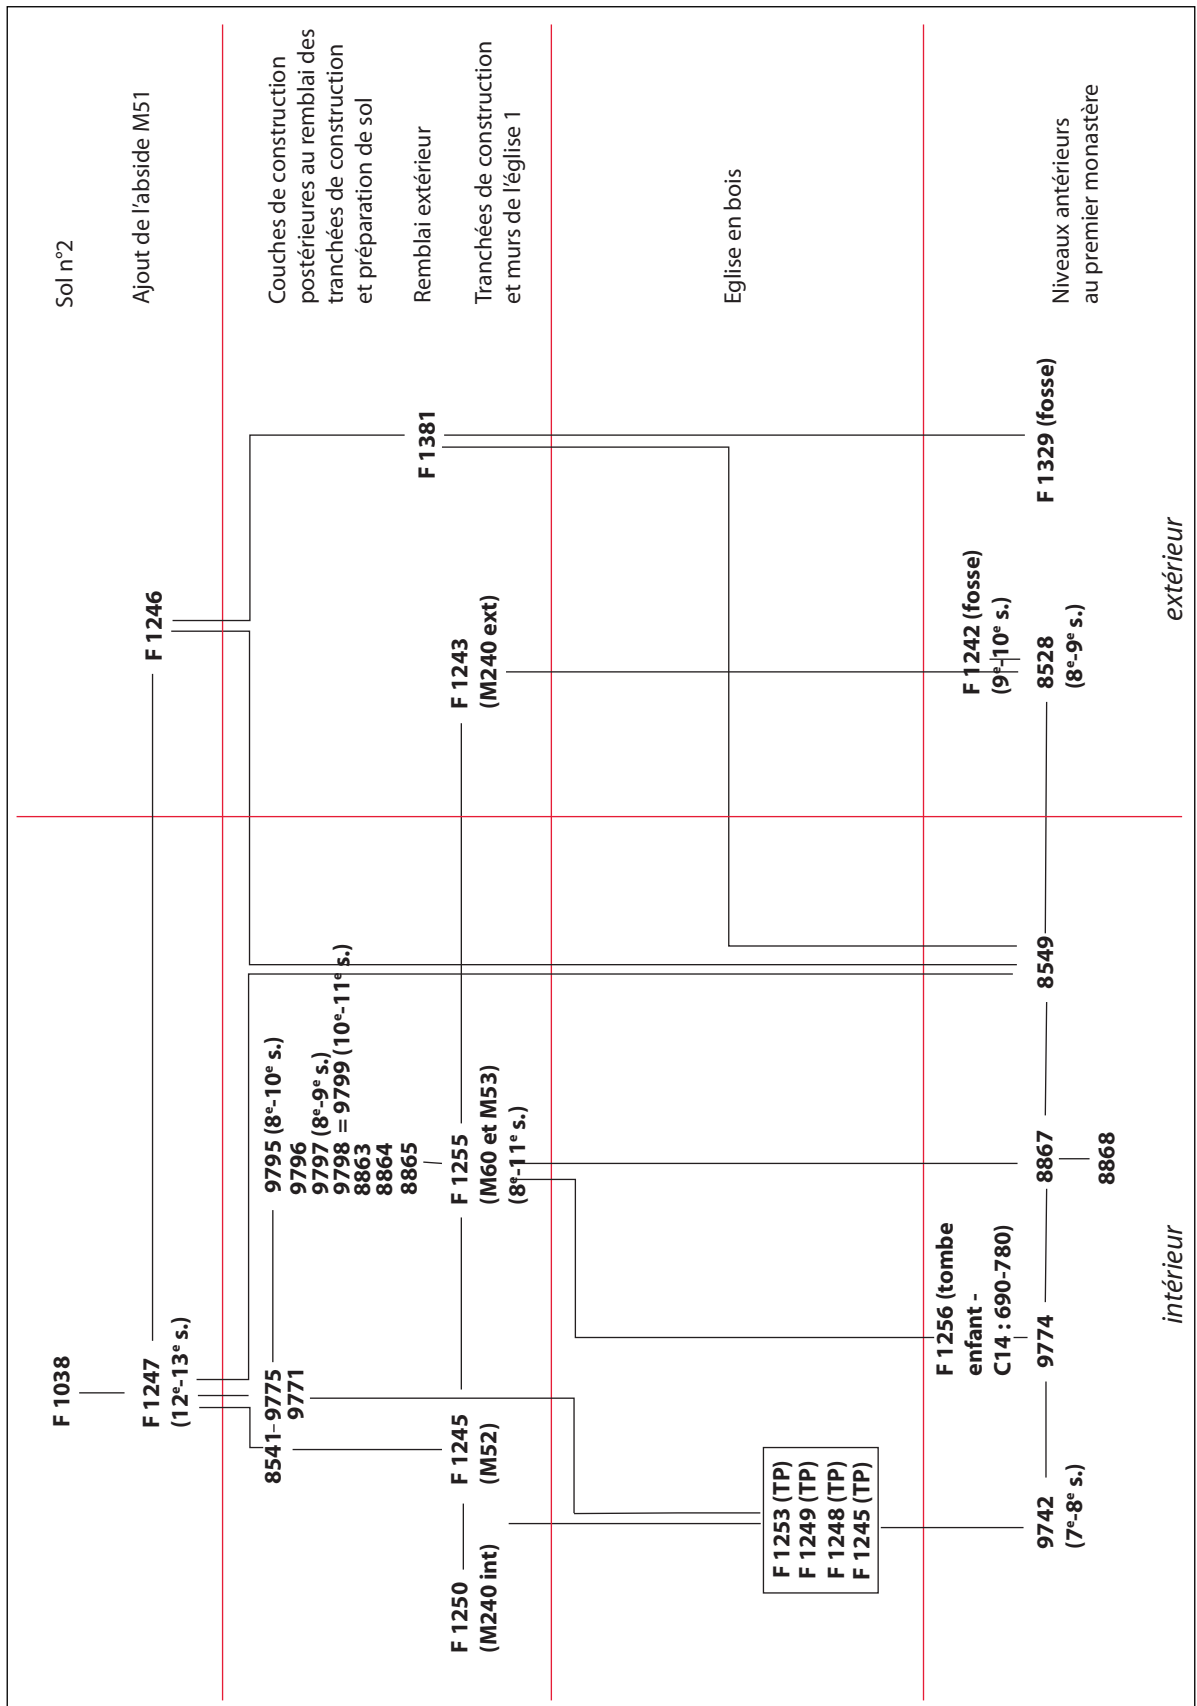 Sol n°2
Ajout de l'abside M51
Couches de construction
postérieures au remblai des
tranchées de construction
et préparation de sol
Remblai extérieur
Tranchées de construction
et murs de l'église 1
Eglise en bois
Niveaux antérieurs
au premier monastère
F 1038
F 1247
(12e-13e s.)
F 1246
8541
9775
9771
9795 (8e-10e s.)
9796
9797 (8e-9e s.)
9798 = 9799 (10e-11e s.)
8863
8864
8865
F 1381
F 1250
(M240 int)
F 1245
(M52)
F 1255
(M60 et M53)
(8e-11e s.)
F 1243
(M240 ext)
F 1253 (TP)
F 1249 (TP)
F 1248 (TP)
F 1245 (TP)
F 1256 (tombe
enfant -
C14 : 690-780)
F 1242 (fosse)
(9e-10e s.)
9742
(7e-8e s.)
9774
8867
8868
8549
8528
(8e-9e s.)
F 1329 (fosse)
intérieur
extérieur